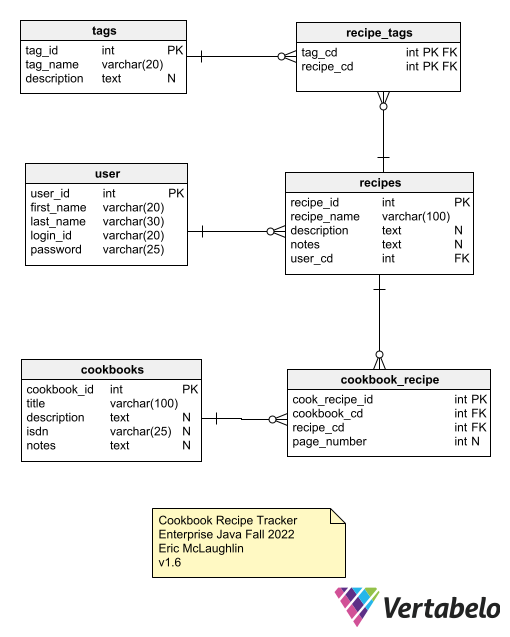 tags
tag_id int PK
tag_name varchar(20)
description text N
recipe_tags
tag_cd int PK FK
recipe_cd int PK FK
user
user_id int PK
first_name varchar(20)
last_name varchar(30)
login_id varchar(20)
password varchar(25)
recipes
recipe_id int PK
recipe_name varchar(100)
description text N
notes text N
user_cd int FK
cookbooks
cookbook_id int PK
title varchar(100)
description text N
isdn varchar(25) N
notes text N
cookbook_recipe
cook_recipe_id int PK
cookbook_cd int FK
recipe_cd int FK
page_number int N
Cookbook Recipe Tracker
Enterprise Java Fall 2022
Eric McLaughlin
v1.6
Vertabelo